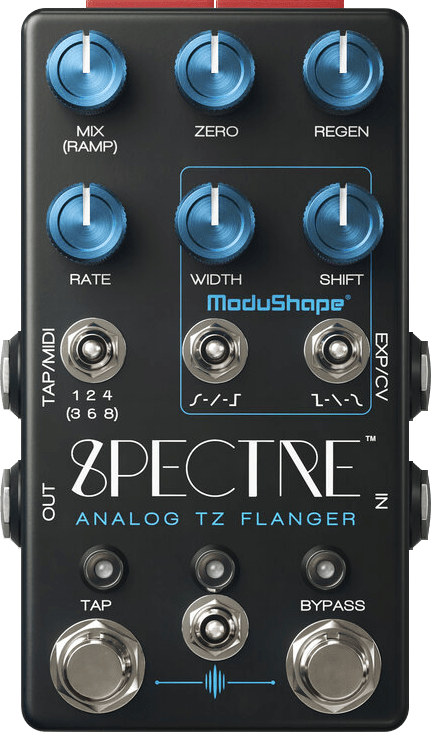 MIX
(RAMP)
ZERO
REGEN
RATE
WIDTH
SHIFT
ModuShape®
TAP/MIDI
1 2 4
(3 6 8)
EXP/CV
SPECTRE™
OUT
IN
ANALOG TZ FLANGER
TAP
BYPASS